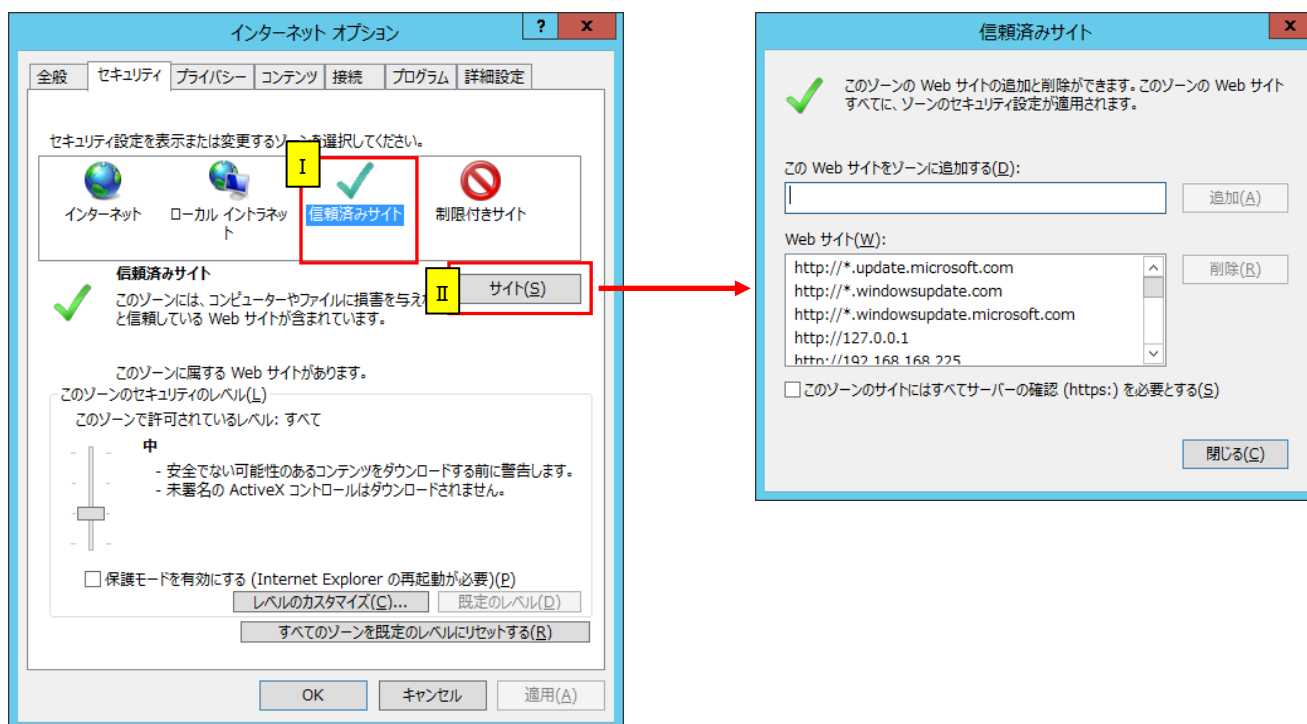 インターネット オプション
? x
全般 セキュリティ プライバシー コンテンツ 接続 プログラム 詳細設定
セキュリティ設定を表示または変更するゾーンを選択してください。
I
インターネット
ローカル イントラネット
信頼済みサイト
制限付きサイト
信頼済みサイト
このゾーンには、コンピューターやファイルに損害を与え
と信頼している Web サイトが含まれています。
II
サイト(S)
このゾーンに属する Web サイトがあります。
このゾーンのセキュリティのレベル(L)
このゾーンで許可されているレベル: すべて
中
- 安全でない可能性のあるコンテンツをダウンロードする前に警告します。
- 未署名の ActiveX コントロールはダウンロードされません。
保護モードを有効にする (Internet Explorer の再起動が必要)(P)
レベルのカスタマイズ(C)... 既定のレベル(D)
すべてのゾーンを既定のレベルにリセットする(R)
OK キャンセル 適用(A)
信頼済みサイト
x
このゾーンの Web サイトの追加と削除ができます。このゾーンの Web サイト
すべてに、ゾーンのセキュリティ設定が適用されます。
この Web サイトをゾーンに追加する(D):
追加(A)
Web サイト(W):
http://*.update.microsoft.com
http://*.windowsupdate.com
http://*.windowsupdate.microsoft.com
http://127.0.0.1
http://192.168.168.225
削除(R)
このゾーンのサイトにはすべてサーバーの確認 (https:) を必要とする(S)
閉じる(C)